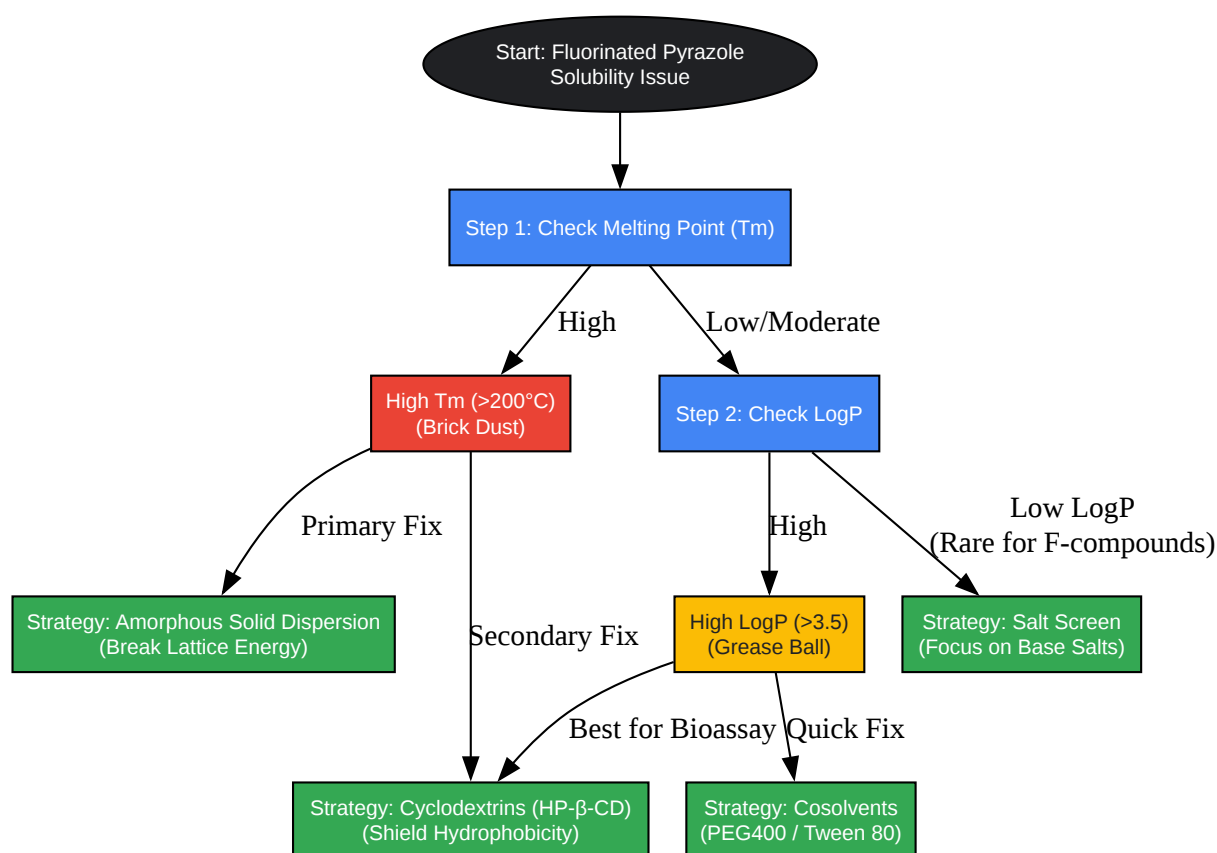 Start: Fluorinated Pyrazole
Solubility Issue
Step 1: Check Melting Point (Tm)
High
Low/Moderate
High Tm (>200°C)
(Brick Dust)
Step 2: Check LogP
Primary Fix
High
Low LogP
(Rare for F-compounds)
Strategy: Amorphous Solid Dispersion
(Break Lattice Energy)
Secondary Fix
High LogP (>3.5)
(Grease Ball)
Strategy: Salt Screen
(Focus on Base Salts)
Best for Bioassay
Quick Fix
Strategy: Cyclodextrins (HP-β-CD)
(Shield Hydrophobicity)
Strategy: Cosolvents
(PEG400 / Tween 80)